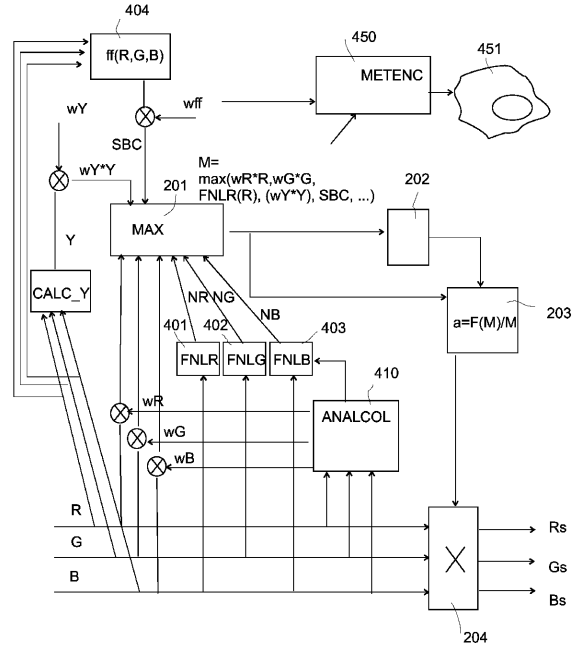 404
ff(R,G,B)
450
METENC
451
wY
wff
SBC
wY*Y
M=
max(wR*R,wG*G,
FNLR(R), (wY*Y), SBC, ...)
201
MAX
202
Y
CALC_Y
NR NG
NB
203
a=F(M)/M
401
402
403
FNLR
FNLG
FNLB
410
ANALCOL
wR
wG
wB
R
G
B
Rs
Gs
Bs
204